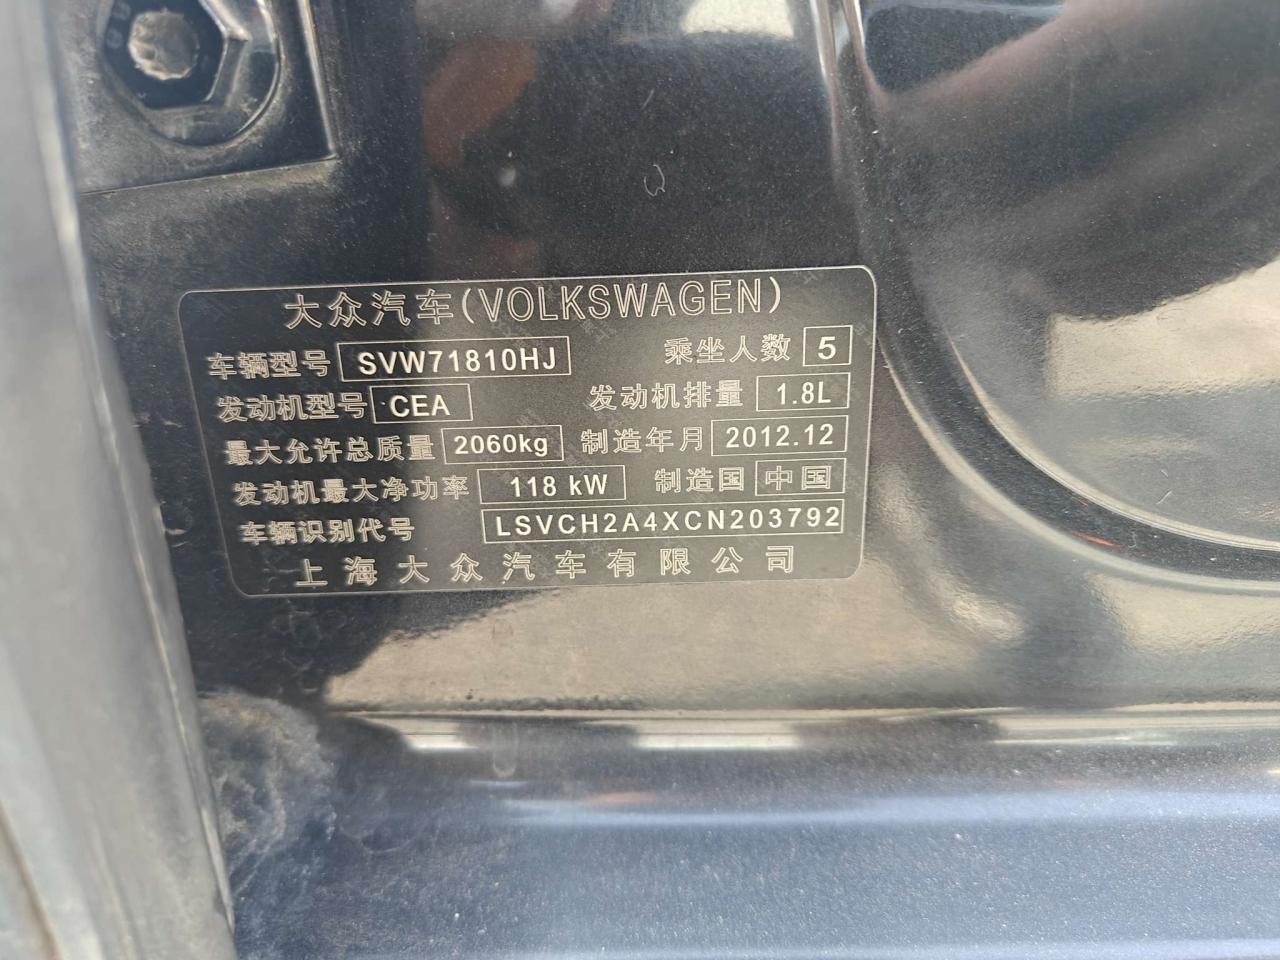 大众汽车(VOLKSWAGEN)
车辆型号 SVW71810HJ 乘坐人数 5
发动机型号 CEA 发动机排量 1.8L
最大允许总质量 2060kg 制造年月 2012.12
发动机最大净功率 118 kW 制造国 中国
车辆识别代号 LSVCH2A4XCN203792
上海大众汽车有限公司